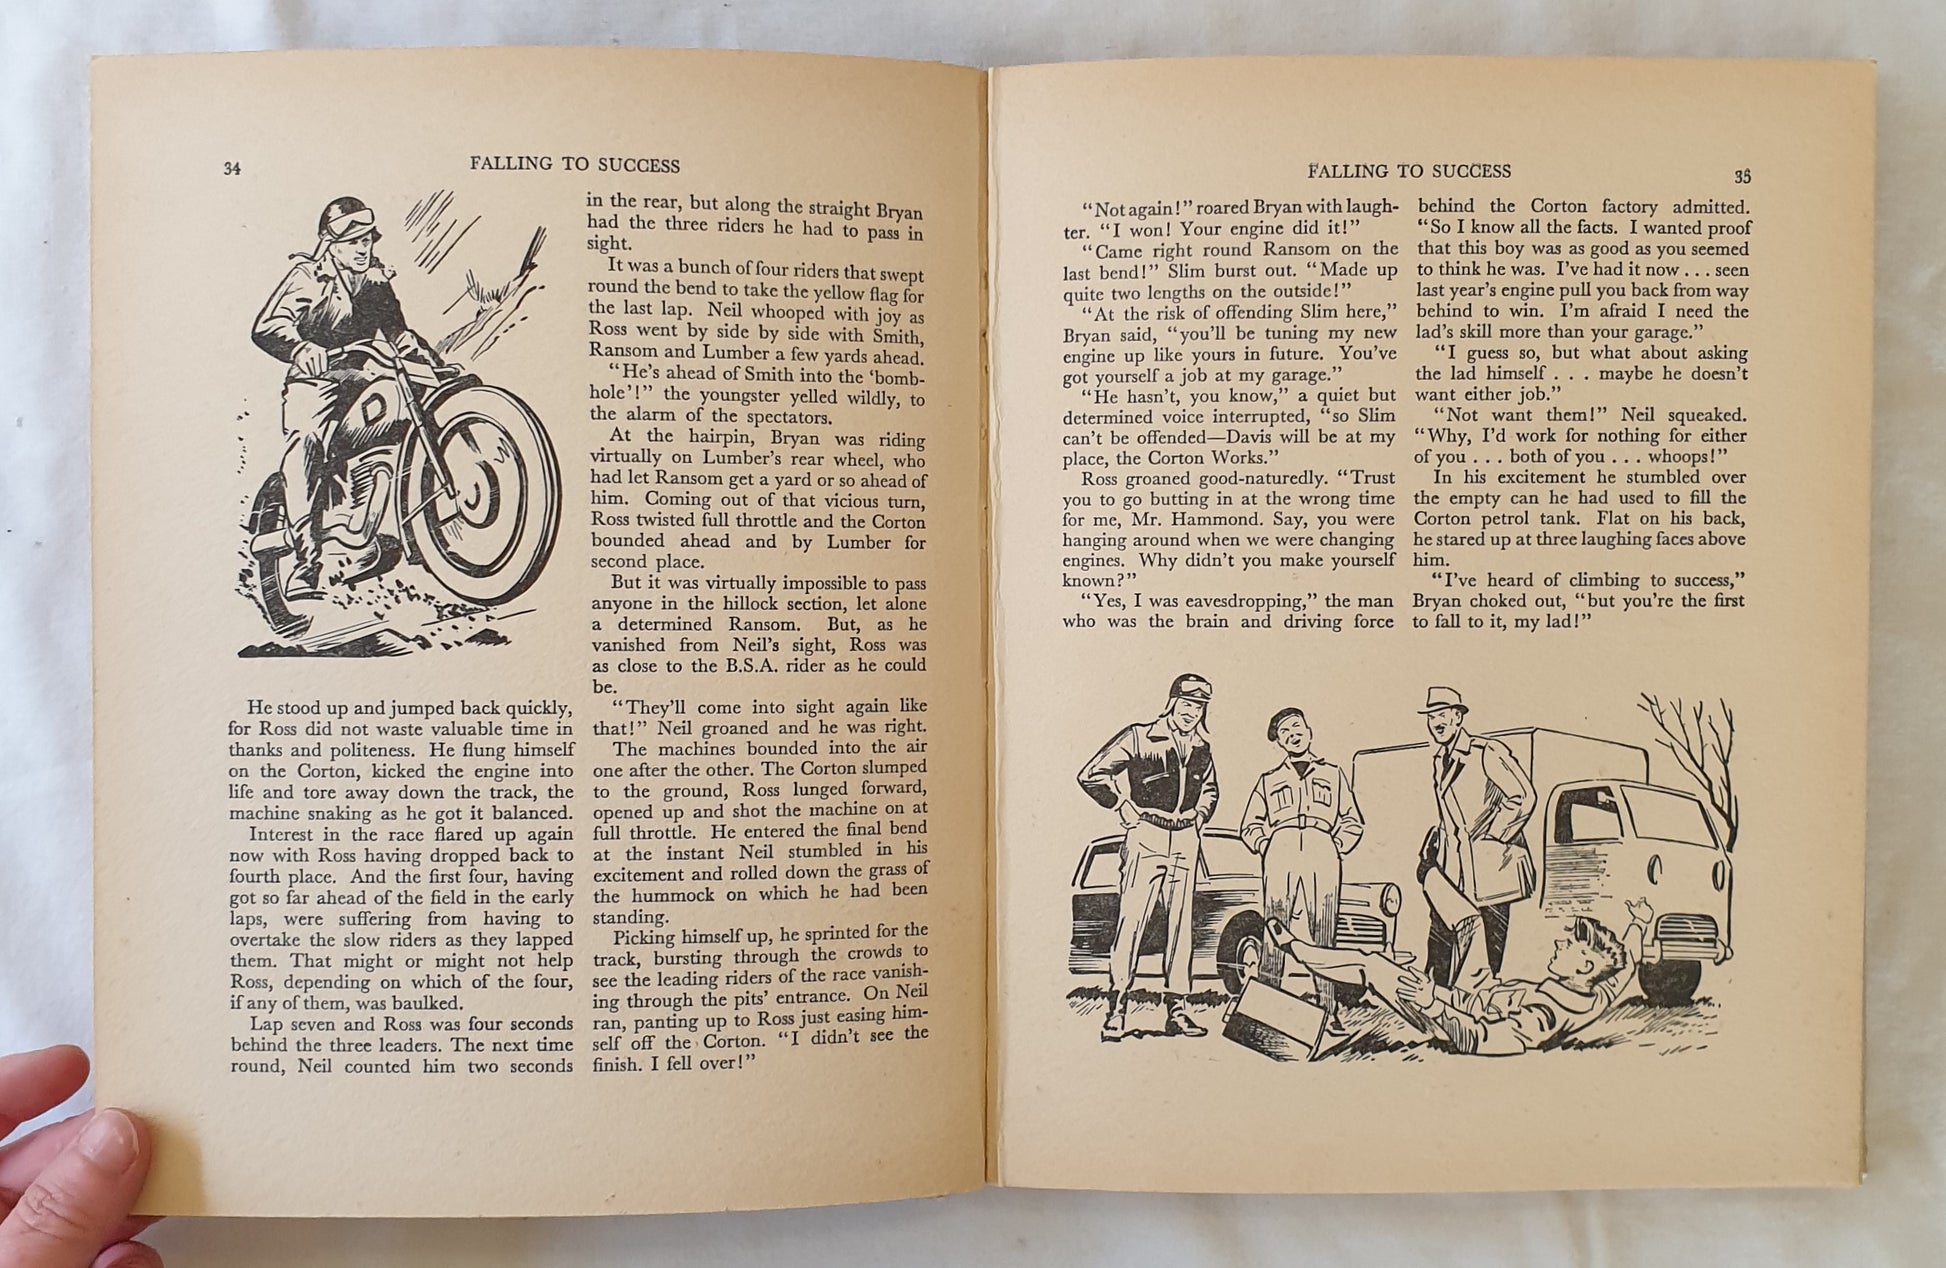 34
FALLING TO SUCCESS
D
He stood up and jumped back quickly,
for Ross did not waste valuable time in
thanks and politeness. He flung himself
on the Corton, kicked the engine into
life and tore away down the track, the
machine snaking as he got it balanced.
Interest in the race flared up again
now with Ross having dropped back to
fourth place. And the first four, having
got so far ahead of the field in the early
laps, were suffering from having to
overtake the slow riders as they lapped
them. That might or might not help
Ross, depending on which of the four,
if any of them, was baulked.
Lap seven and Ross was four seconds
behind the three leaders. The next time
round, Neil counted him two seconds
in the rear, but along the straight Bryan
had the three riders he had to pass in
sight.
It was a bunch of four riders that swept
round the bend to take the yellow flag for
the last lap. Neil whooped with joy as
Ross went by side by side with Smith,
Ransom and Lumber a few yards ahead.
"He's ahead of Smith into the 'bomb-
hole'!" the youngster yelled wildly, to
the alarm of the spectators.
At the hairpin, Bryan was riding
virtually on Lumber's rear wheel, who
had let Ransom get a yard or so ahead of
him. Coming out of that vicious turn,
Ross twisted full throttle and the Corton
bounded ahead and by Lumber for
second place.
But it was virtually impossible to pass
anyone in the hillock section, let alone
a determined Ransom. But, as he
vanished from Neil's sight, Ross was
as close to the B.S.A. rider as he could
be.
"They'll come into sight again like
that!" Neil groaned and he was right.
The machines bounded into the air
one after the other. The Corton slumped
to the ground, Ross lunged forward,
opened up and shot the machine on at
full throttle. He entered the final bend
at the instant Neil stumbled in his
excitement and rolled down the grass of
the hummock on which he had been
standing.
Picking himself up, he sprinted for the
track, bursting through the crowds to
see the leading riders of the race vanish-
ing through the pits' entrance. On Neil
ran, panting up to Ross just easing him-
self off the Corton. "I didn't see the
finish. I fell over!"
FALLING TO SUCCESS
35
"Not again!" roared Bryan with laugh-
ter. "I won! Your engine did it!"
"Came right round Ransom on the
last bend!" Slim burst out. "Made up
quite two lengths on the outside!"
"At the risk of offending Slim here,"
Bryan said, "you'll be tuning my new
engine up like yours in future. You've
got yourself a job at my garage."
"He hasn't, you know," a quiet but
determined voice interrupted, "so Slim
can't be offended—Davis will be at my
place, the Corton Works."
Ross groaned good-naturedly. "Trust
you to go butting in at the wrong time
for me, Mr. Hammond. Say, you were
hanging around when we were changing
engines. Why didn't you make yourself
known?"
"Yes, I was eavesdropping," the man
who was the brain and driving force
behind the Corton factory admitted.
"So I know all the facts. I wanted proof
that this boy was as good as you seemed
to think he was. I've had it now . . . seen
last year's engine pull you back from way
behind to win. I'm afraid I need the
lad's skill more than your garage."
"I guess so, but what about asking
the lad himself . . . maybe he doesn't
want either job."
"Not want them!" Neil squeaked.
"Why, I'd work for nothing for either
of you . . . both of you . . . whoops!"
In his excitement he stumbled over
the empty can he had used to fill the
Corton petrol tank. Flat on his back,
he stared up at three laughing faces above
him.
"I've heard of climbing to success,"
Bryan choked out, "but you're the first
to fall to it, my lad!"